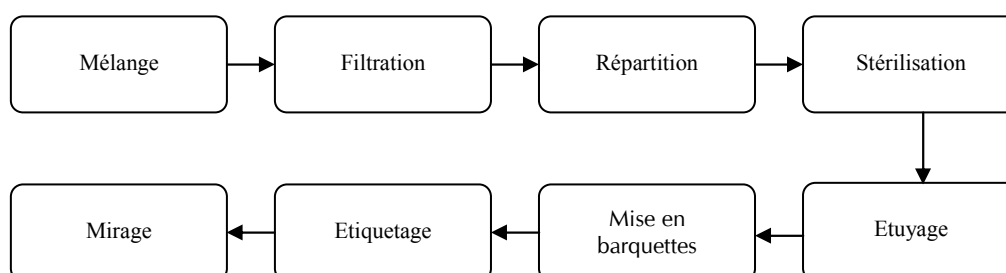 Mélange
Filtration
Répartition
Stérilisation
Mirage
Etiquetage
Mise en
barquettes
Etuyage